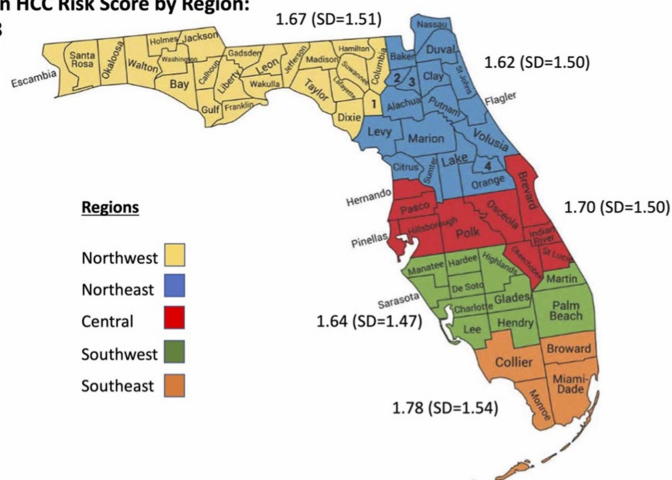 n HCC Risk Score by Region:
3
1.67 (SD=1.51)
1.62 (SD=1.50)
1.70 (SD=1.50)
1.64 (SD=1.47)
1.78 (SD=1.54)
Regions
Northwest
Northeast
Central
Southwest
Southeast
Escambia
Santa
Rosa
Okaloosa
Walton
Holmes
Jackson
Washington
Bay
Calhoun
Gulf
Gadsden
Liberty
Franklin
Leon
Wakulla
Jefferson
Madison
Taylor
Hamilton
Suwannee
Lafayette
Dixie
Columbia
1
Nassau
Baker
Duval
2
3
Clay
St Johns
Alachua
Putnam
Flagler
Levy
Marion
Volusia
Citrus
Sumter
Lake
4
Orange
Hernando
Pasco
Pinellas
Hillsborough
Polk
Osceola
Brevard
Indian
River
Okeechobee
St Lucie
Manatee
Hardee
Highlands
Martin
Sarasota
De Soto
Charlotte
Glades
Palm
Beach
Lee
Hendry
Collier
Broward
Miami-
Dade
Monroe